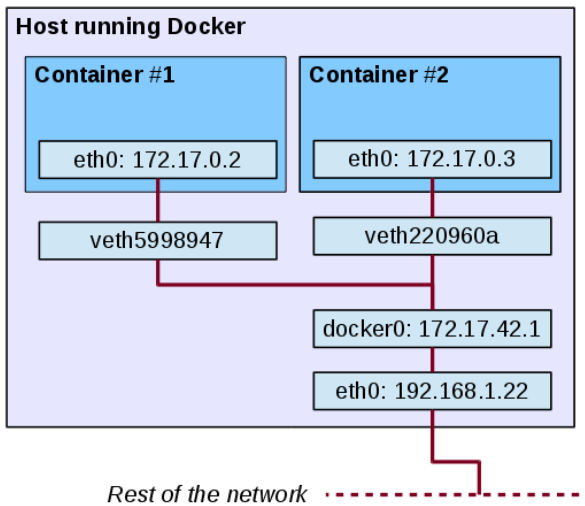 Host running Docker
Container #1
Container #2
eth0: 172.17.0.2
eth0: 172.17.0.3
veth5998947
veth220960a
docker0: 172.17.42.1
eth0: 192.168.1.22
Rest of the network